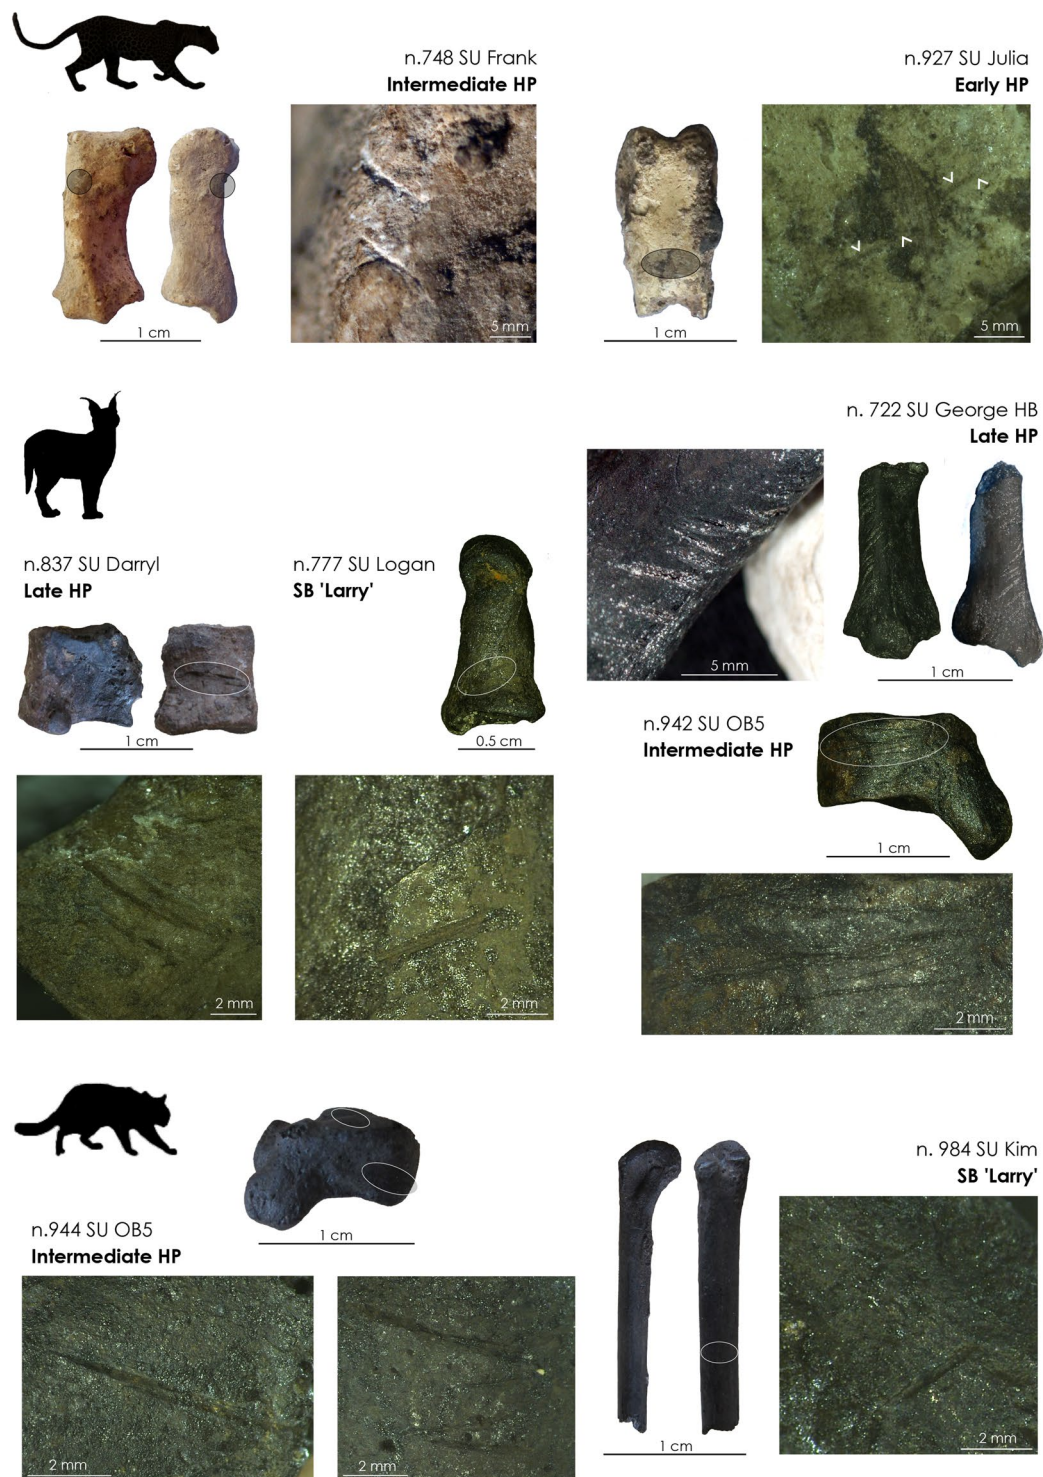 n.748 SU Frank
Intermediate HP
1 cm
5 mm
n.927 SU Julia
Early HP
1 cm
5 mm
n. 722 SU George HB
Late HP
5 mm
1 cm
n.837 SU Darryl
Late HP
1 cm
2 mm
n.777 SU Logan
SB 'Larry'
0.5 cm
2 mm
n.942 SU OB5
Intermediate HP
1 cm
2 mm
n.944 SU OB5
Intermediate HP
1 cm
2 mm
2 mm
n. 984 SU Kim
SB 'Larry'
1 cm
2 mm